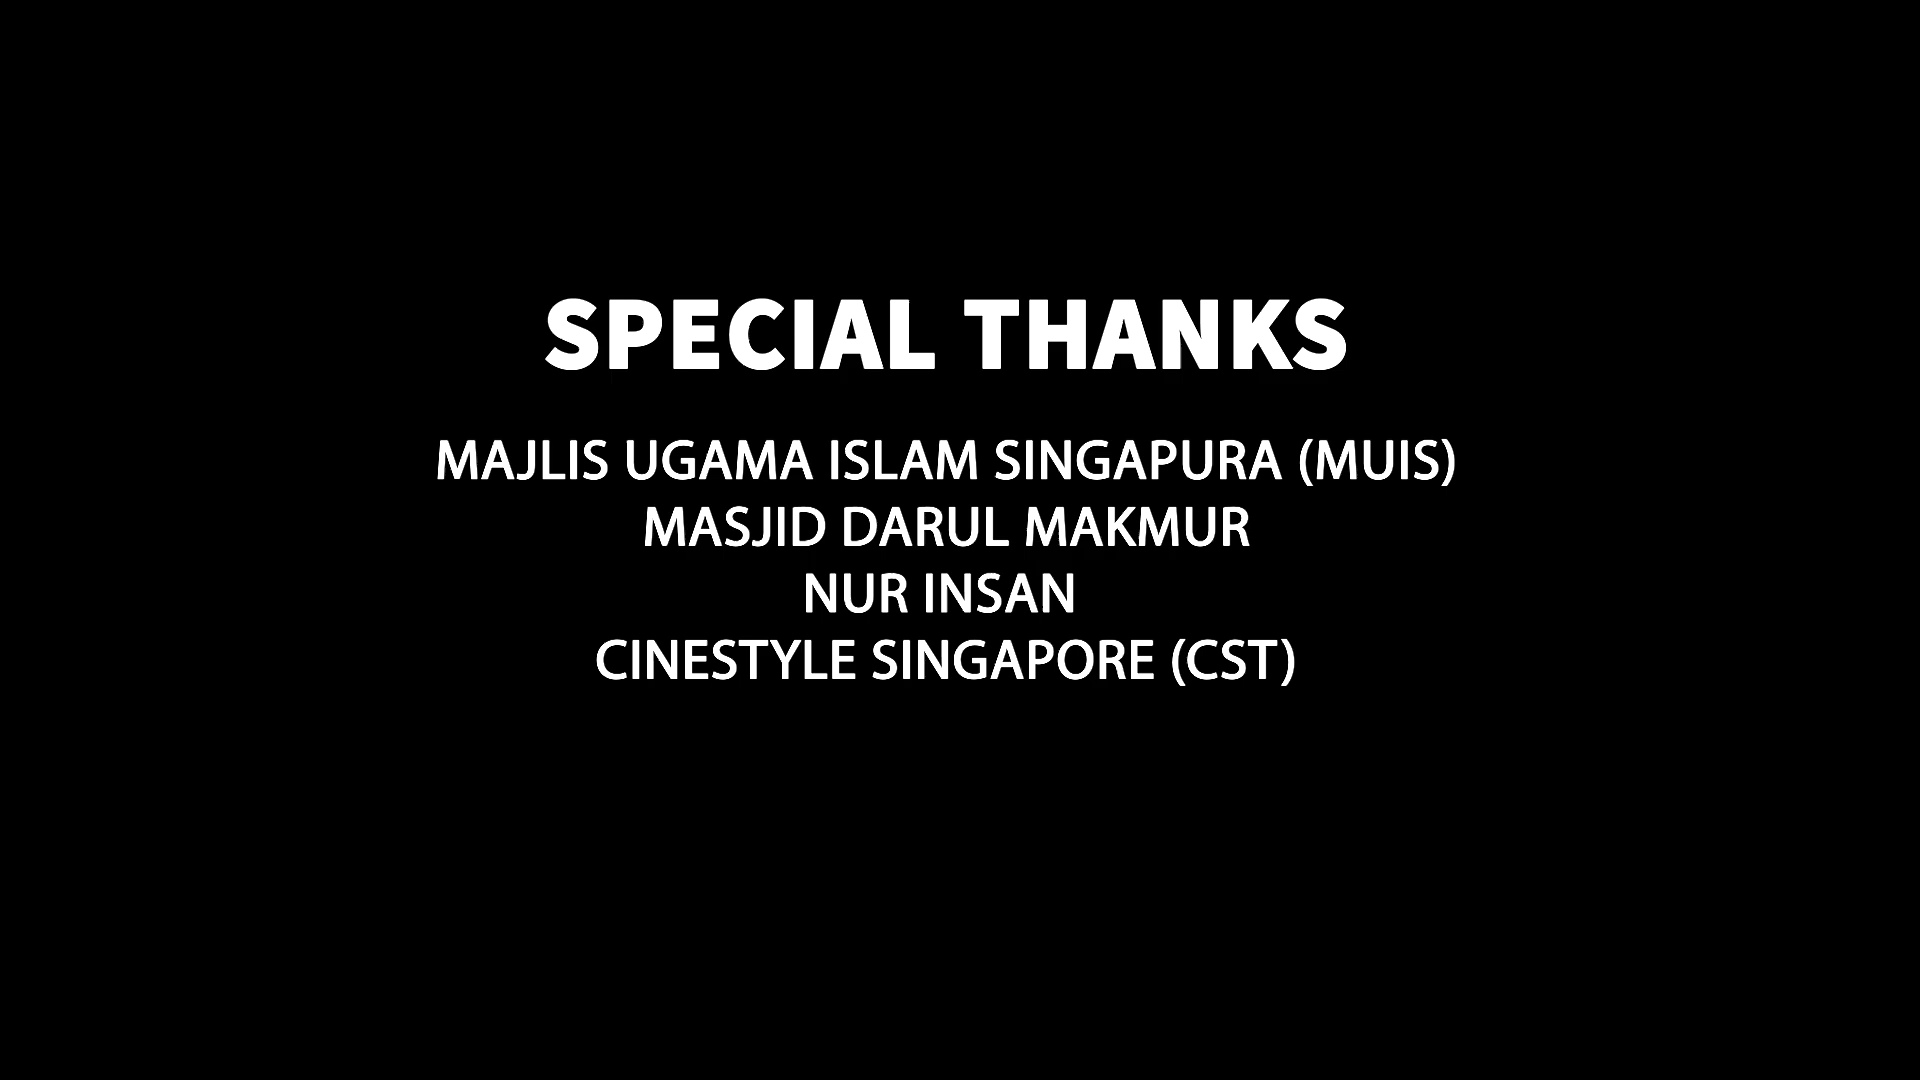 SPECIAL THANKS
MAJLIS UGAMA ISLAM SINGAPURA (MUIS)
MASJID DARUL MAKMUR
NUR INSAN
CINESTYLE SINGAPORE (CST)